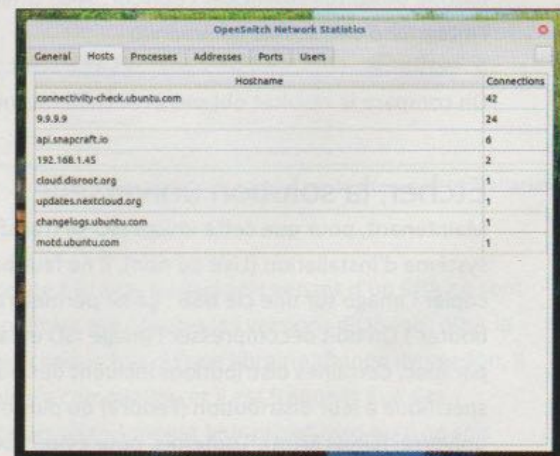 OpenSnitch Network Statistics
General Hosts Processes Addresses Ports Users
Hostname Connections
connectivity-check.ubuntu.com 42
9.9.9.9 24
api.snapcraft.io 6
192.168.1.45 2
cloud.disroot.org 1
updates.nextcloud.org 1
changelogs.ubuntu.com 1
motd.ubuntu.com 1